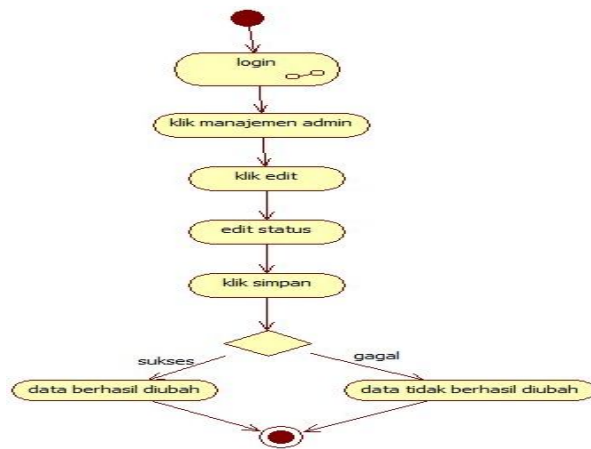 login
klik manajemen admin
klik edit
edit status
klik simpan
sukses
gagal
data berhasil diubah
data tidak berhasil diubah